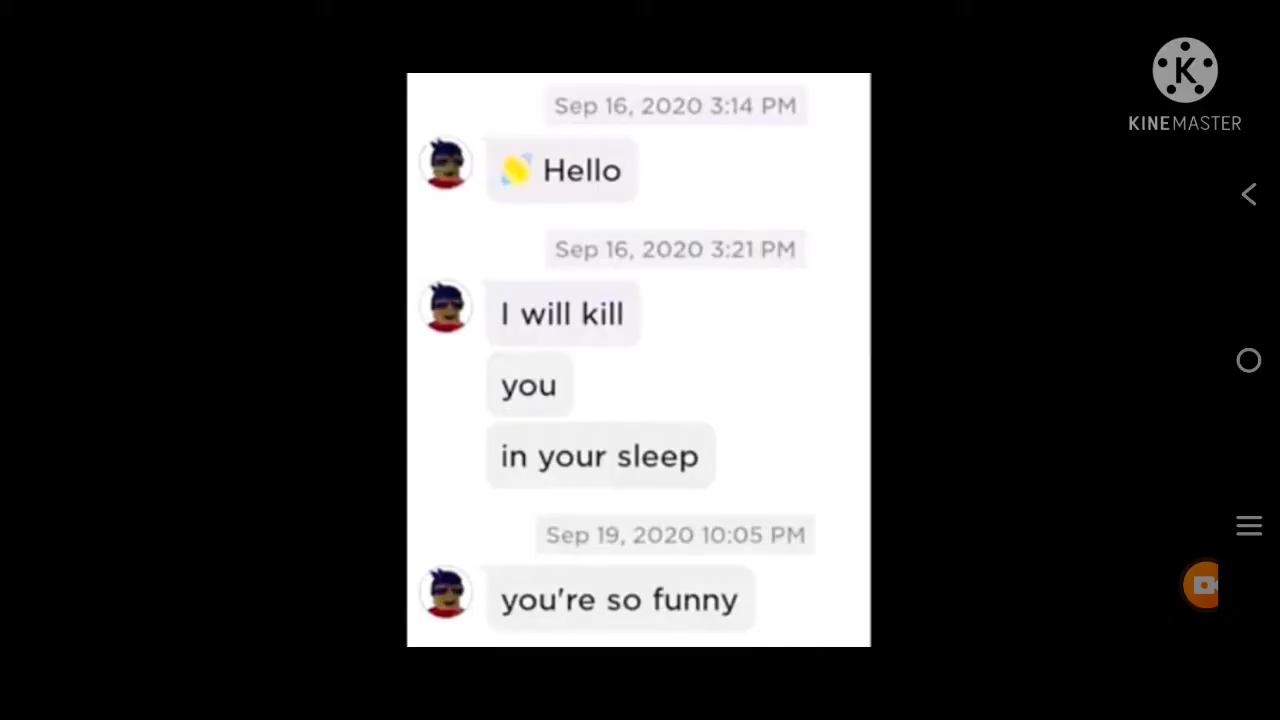 Sep 16, 2020 3:14 PM
Hello
Sep 16, 2020 3:21 PM
I will kill
you
in your sleep
Sep 19, 2020 10:05 PM
you're so funny
K
KINEMASTER